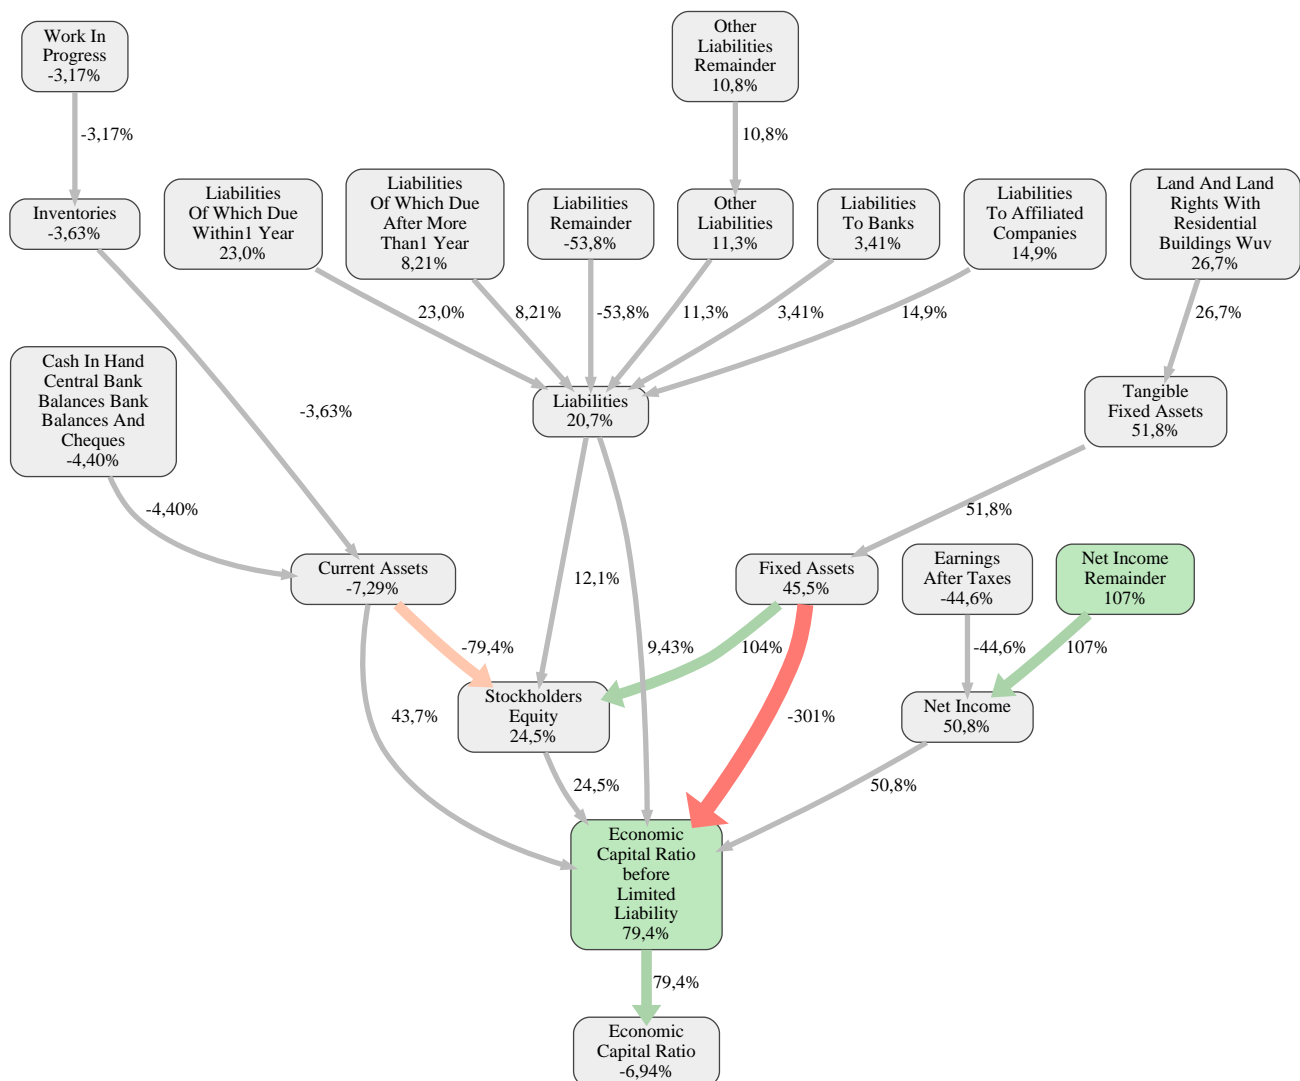 Work In
Progress
-3,17%
Other
Liabilities
Remainder
10,8%
-3,17%
10,8%
Inventories
-3,63%
Liabilities
Of Which Due
Within1 Year
23,0%
Liabilities
Of Which Due
After More
Than1 Year
8,21%
Liabilities
Remainder
-53,8%
Other
Liabilities
11,3%
Liabilities
To Banks
3,41%
Liabilities
To Affiliated
Companies
14,9%
Land And Land
Rights With
Residential
Buildings Wuv
26,7%
23,0%
8,21%
-53,8%
11,3%
3,41%
14,9%
26,7%
Cash In Hand
Central Bank
Balances Bank
Balances And
Cheques
-4,40%
-3,63%
Liabilities
20,7%
Tangible
Fixed Assets
51,8%
-4,40%
51,8%
Current Assets
-7,29%
12,1%
Fixed Assets
45,5%
Earnings
After Taxes
-44,6%
Net Income
Remainder
107%
-79,4%
9,43%
104%
-44,6%
107%
43,7%
Stockholders
Equity
24,5%
-301%
Net Income
50,8%
24,5%
50,8%
Economic
Capital Ratio
before
Limited
Liability
79,4%
79,4%
Economic
Capital Ratio
-6,94%